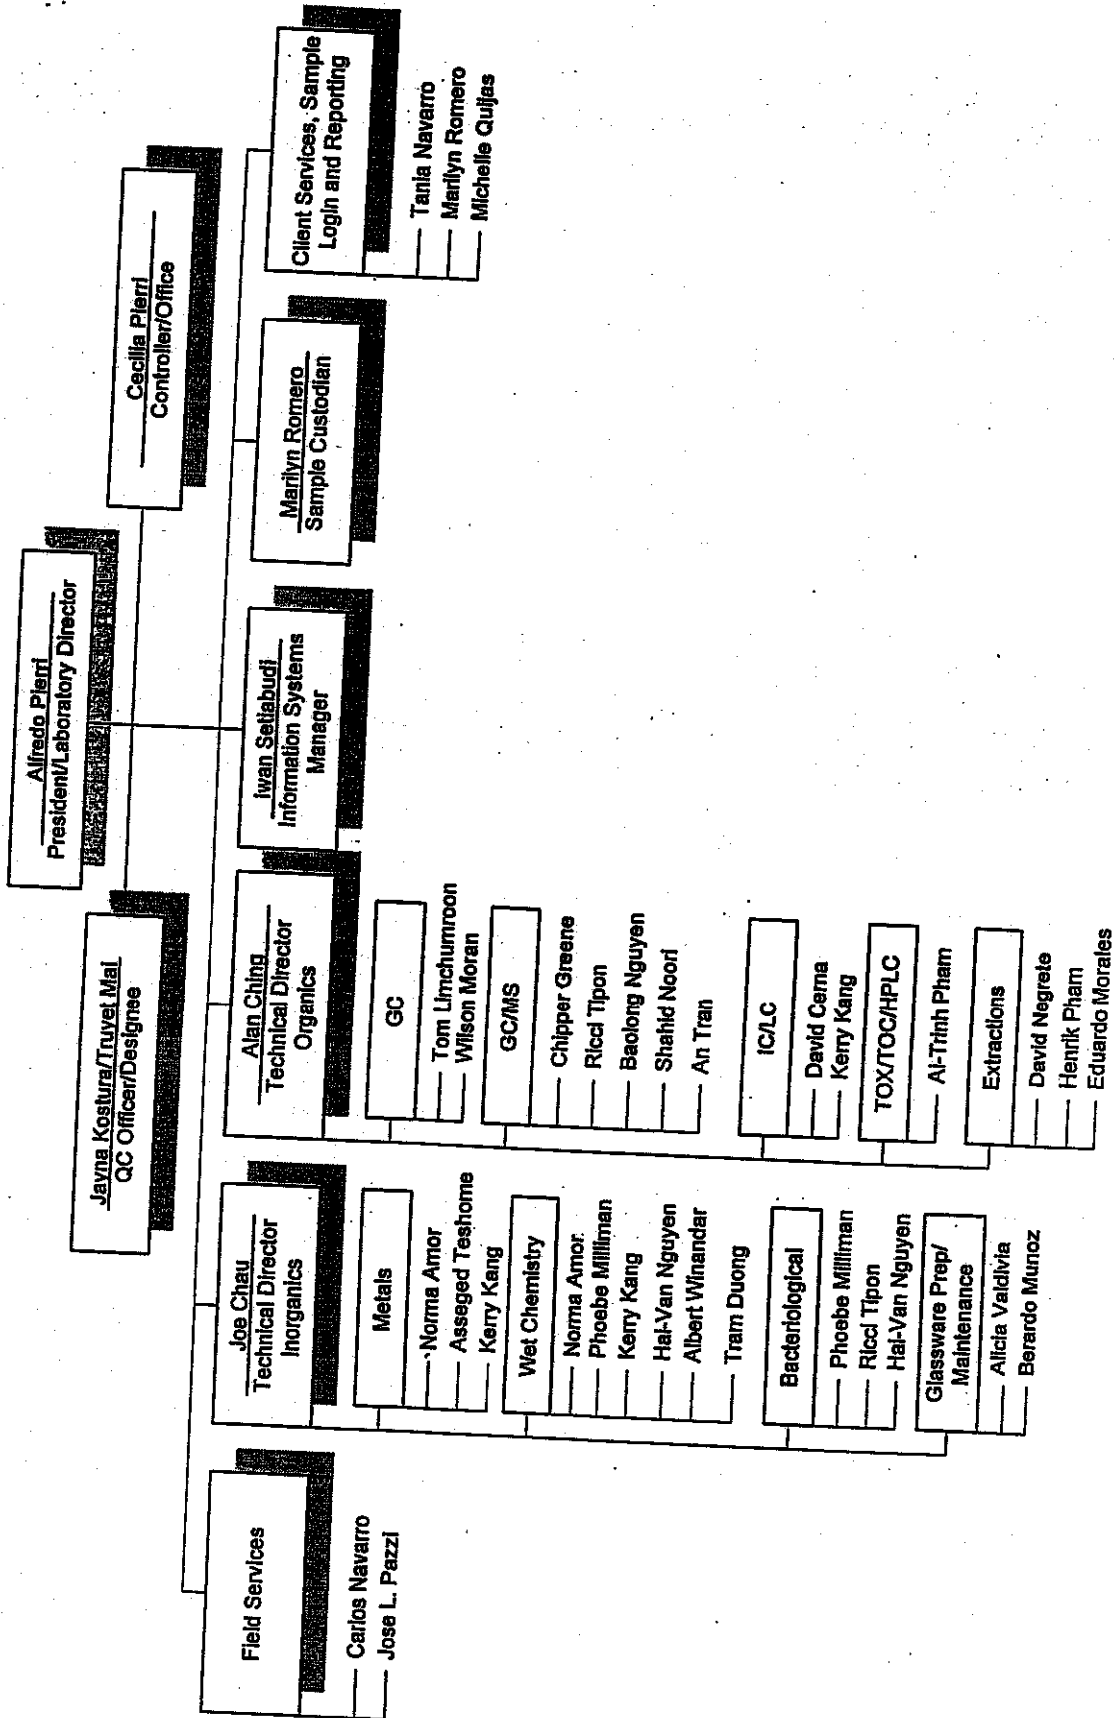 Alfredo Pierri
President/Laboratory Director
Jayna Kostura/Truyet Mai
QC Officer/Designee
Cecilia Pierri
Controller/Office
Field Services
Carlos Navarro
Jose L. Pazzi
Joe Chau
Technical Director
Inorganics
Metals
Norma Amor
Asseged Teshome
Kerry Kang
Wet Chemistry
Norma Amor
Phoebe Milliman
Kerry Kang
Hai-Van Nguyen
Albert Winandar
Tram Duong
Bacteriological
Phoebe Milliman
Ricci Tipon
Hai-Van Nguyen
Glassware Prep/
Maintenance
Alicia Valdivia
Berardo Munoz
Alan Ching
Technical Director
Organics
GC
Tom Limchumroon
Wilson Moran
GC/MS
Chipper Greene
Ricci Tipon
Baolong Nguyen
Shahid Noori
An Tran
IC/LC
David Cerna
Kerry Kang
TOX/TOC/HPLC
Ai-Trinh Pham
Extractions
David Negrete
Henrik Pham
Eduardo Morales
Iwan Setiabudi
Information Systems
Manager
Marilyn Romero
Sample Custodian
Client Services, Sample
Login and Reporting
Tania Navarro
Marilyn Romero
Michelle Quijas